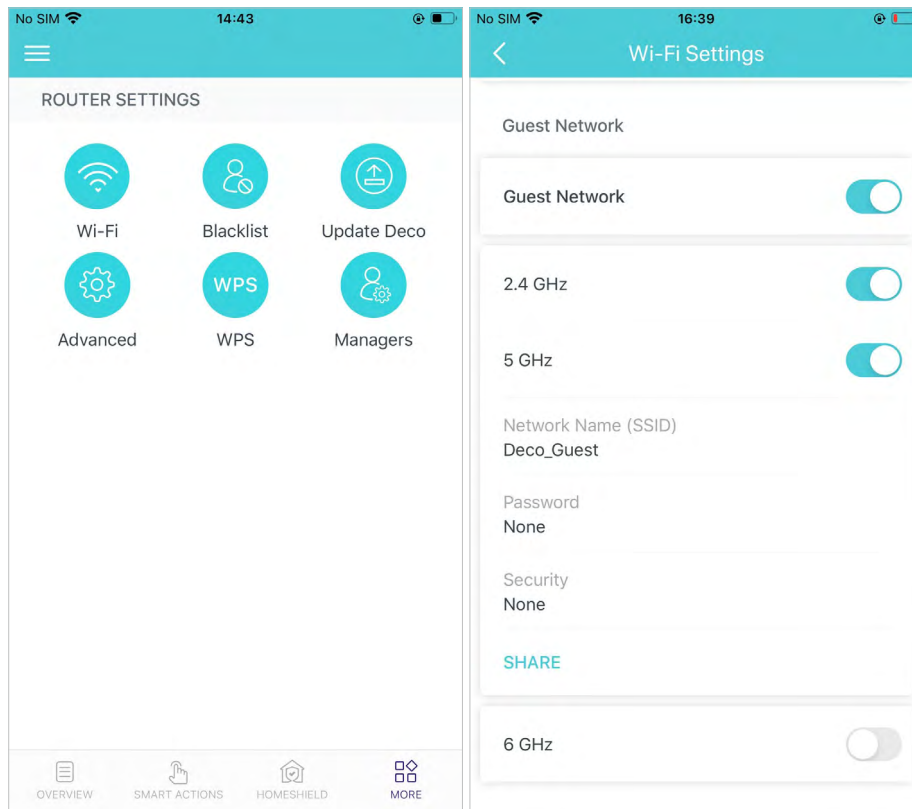 No SIM 14:43
ROUTER SETTINGS
Wi-Fi Blacklist Update Deco
WPS
Advanced WPS Managers
OVERVIEW SMART ACTIONS HOMESHIELD MORE
No SIM 16:39
Wi-Fi Settings
Guest Network
Guest Network
2.4 GHz
5 GHz
Network Name (SSID)
Deco_Guest
Password
None
Security
None
SHARE
6 GHz